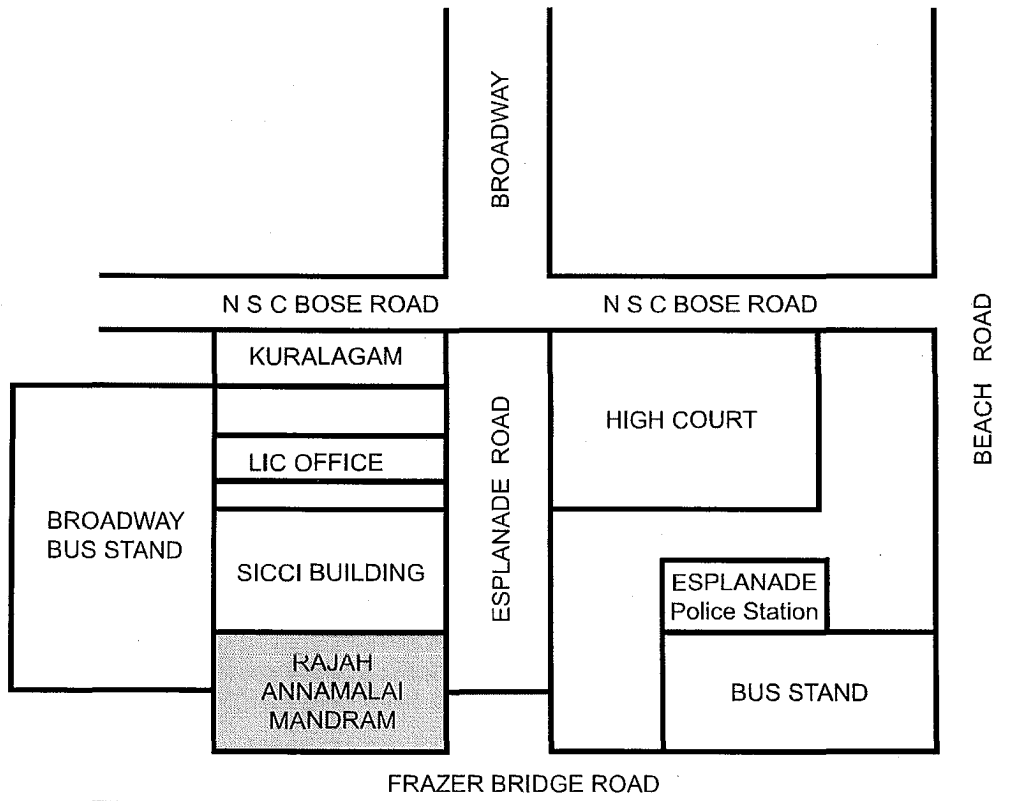 BROADWAY
N S C BOSE ROAD
N S C BOSE ROAD
BEACH ROAD
KURALAGAM
HIGH COURT
ESPLANADE ROAD
LIC OFFICE
BROADWAY
BUS STAND
SICCI BUILDING
ESPLANADE
Police Station
RAJAH
ANNAMALAI
MANDRAM
BUS STAND
FRAZER BRIDGE ROAD